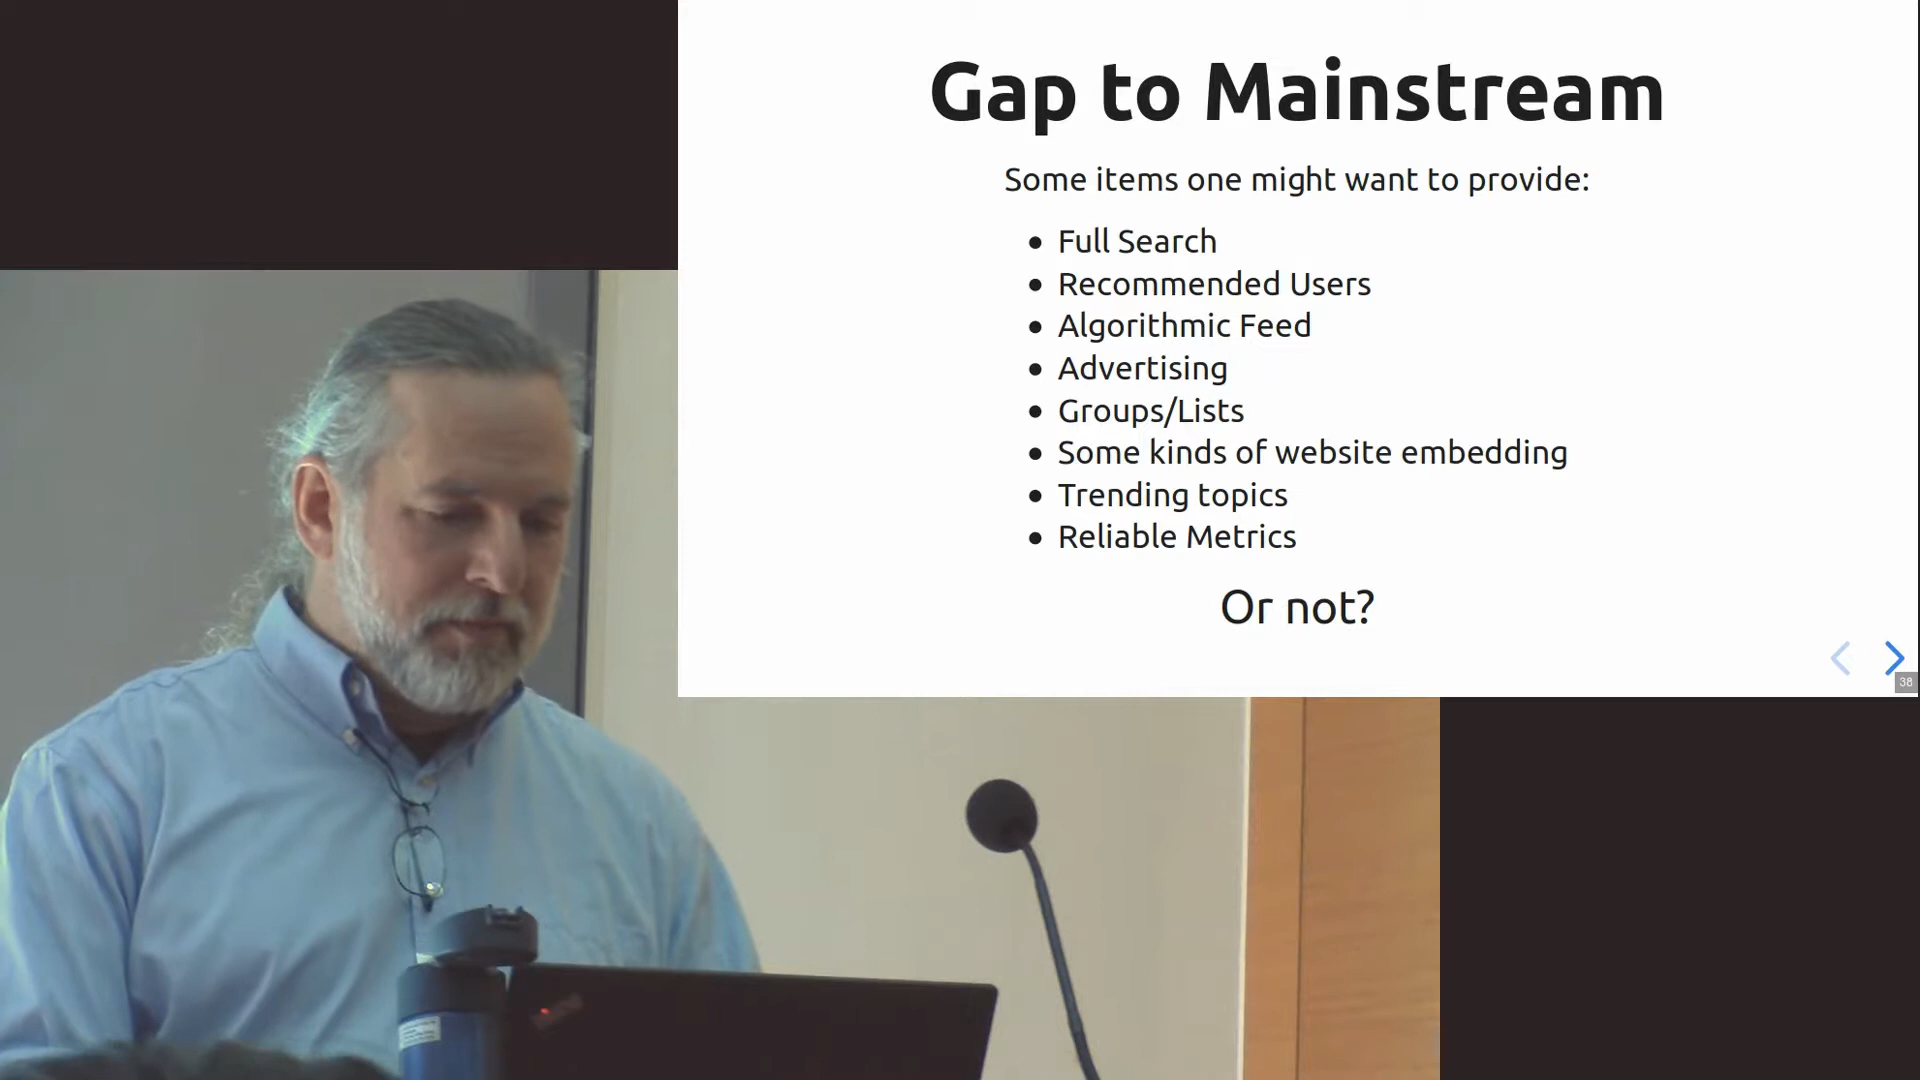 Gap to Mainstream
Some items one might want to provide:
• Full Search
• Recommended Users
• Algorithmic Feed
• Advertising
• Groups/Lists
• Some kinds of website embedding
• Trending topics
• Reliable Metrics
Or not?
38